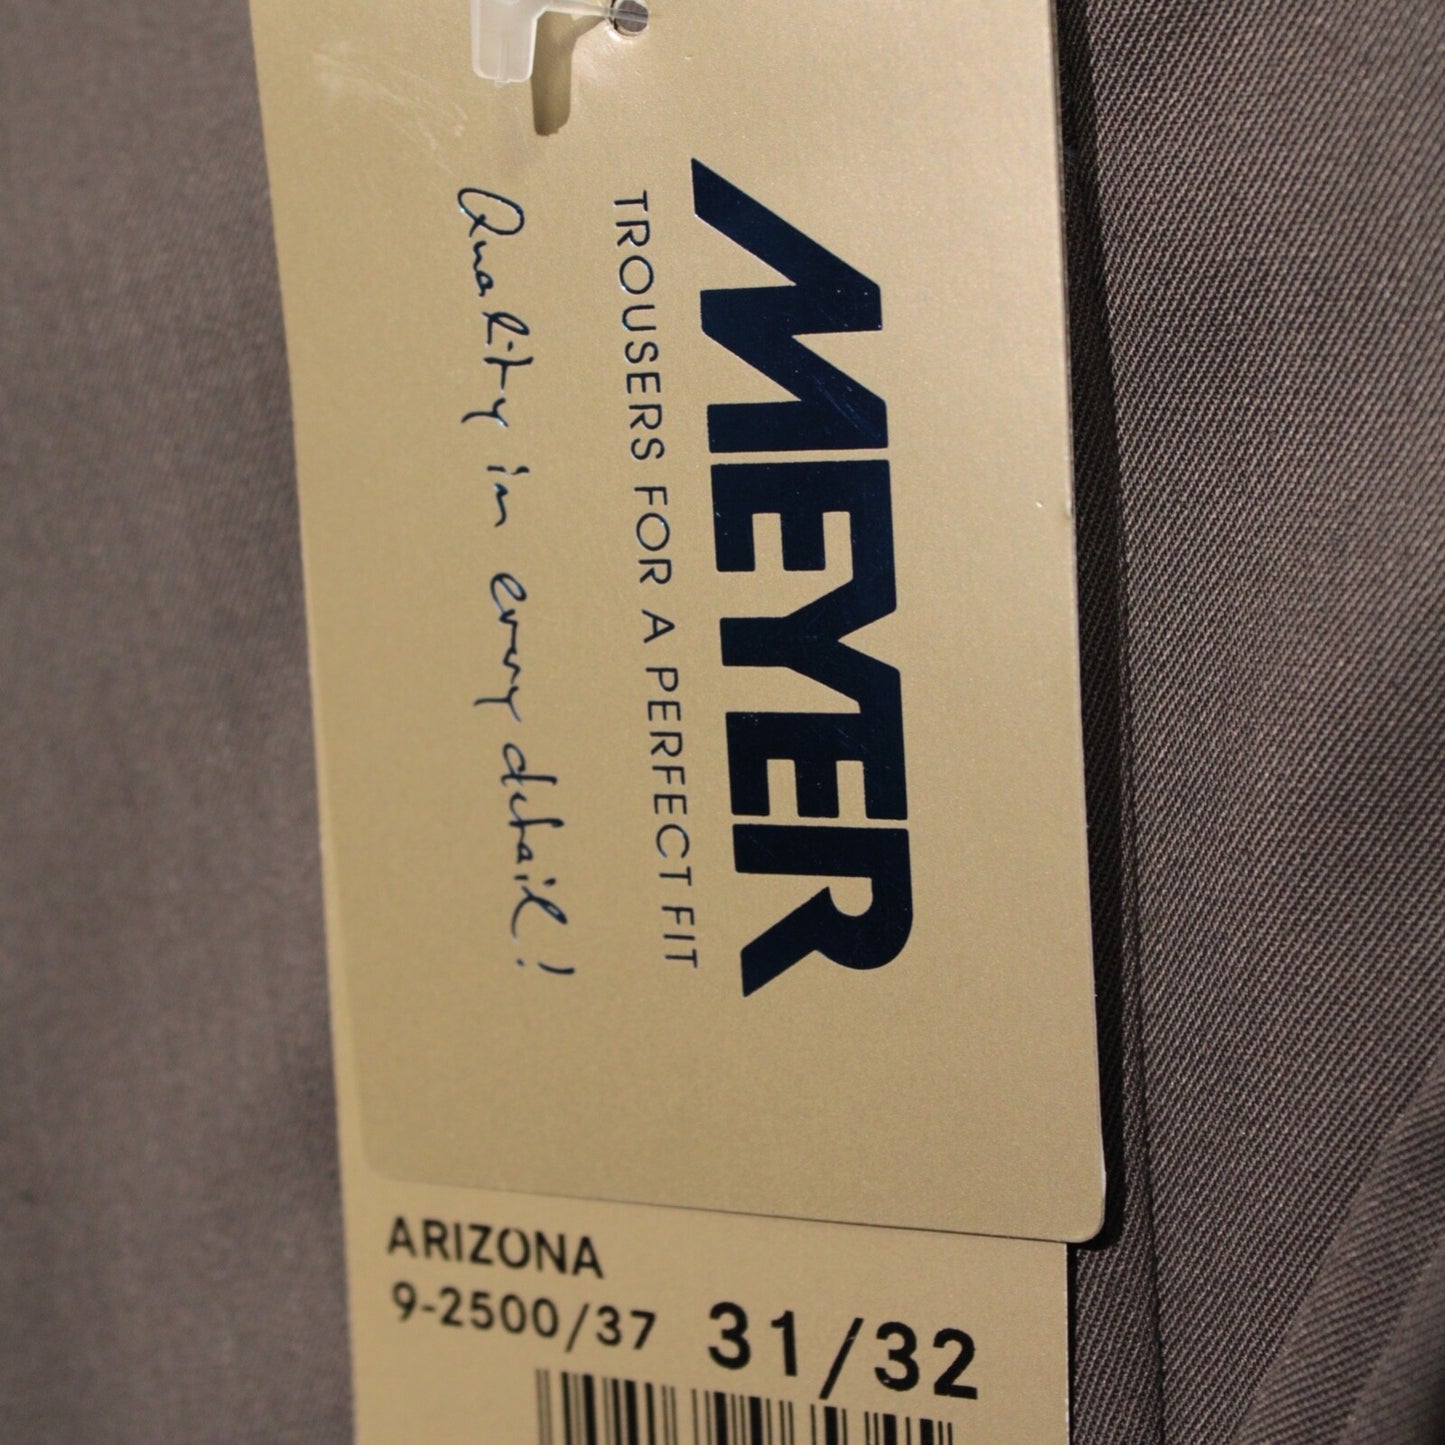 MEYER
TROUSERS FOR A PERFECT FIT
Quality in every detail!
ARIZONA
9-2500/37 31/32